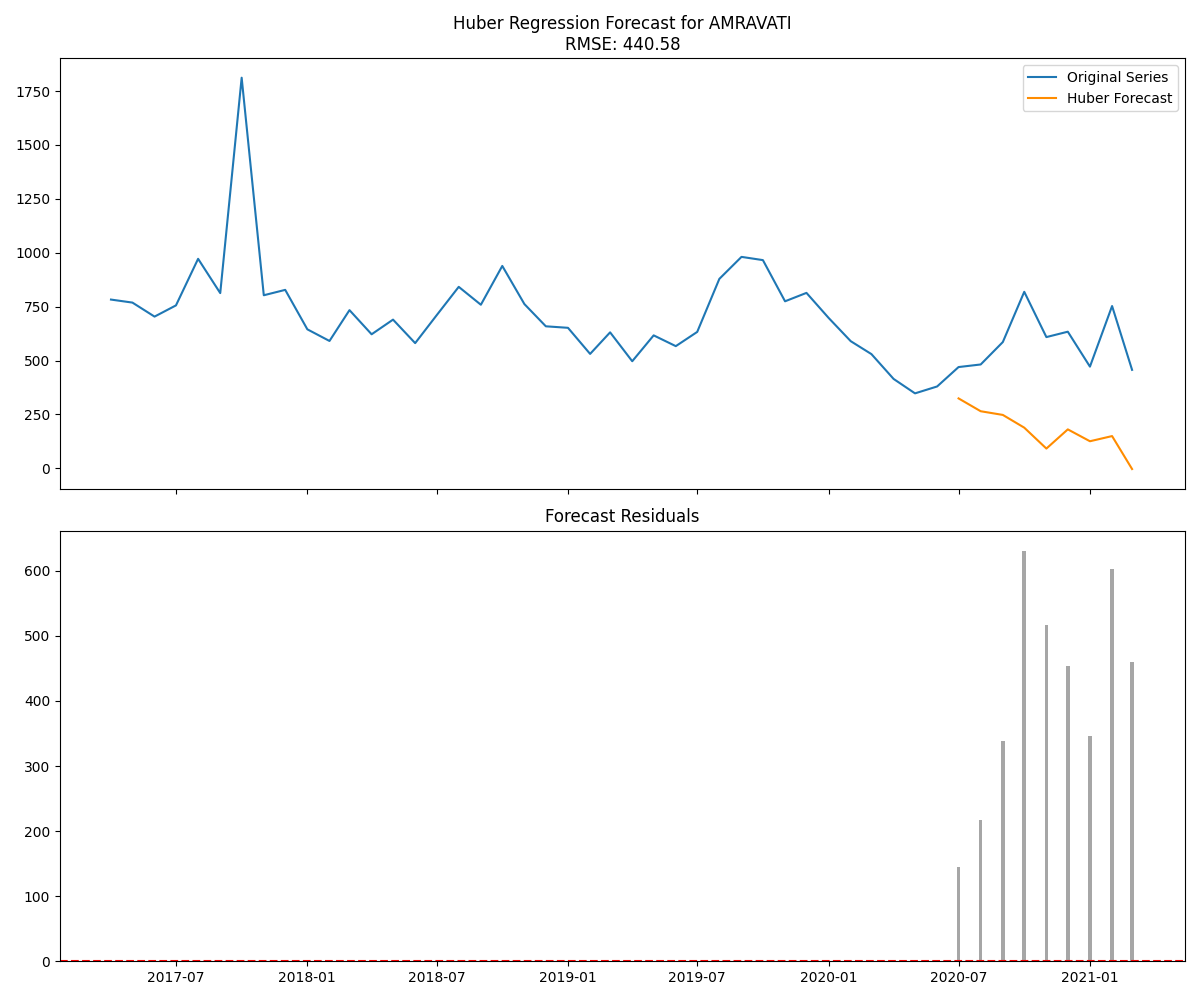 Huber Regression Forecast for AMRAVATI
RMSE: 440.58
Original Series
Huber Forecast
1750
1500
1250
1000
750
500
250
0
Forecast Residuals
600
500
400
300
200
100
0
2017-07 2018-01 2018-07 2019-01 2019-07 2020-01 2020-07 2021-01